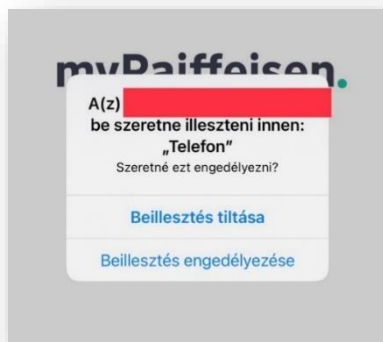 myRaiffeisen.
A(z)
be szeretne illeszteni innen:
„Telefon”
Szeretné ezt engedélyezni?
Beillesztés tiltása
Beillesztés engedélyezése